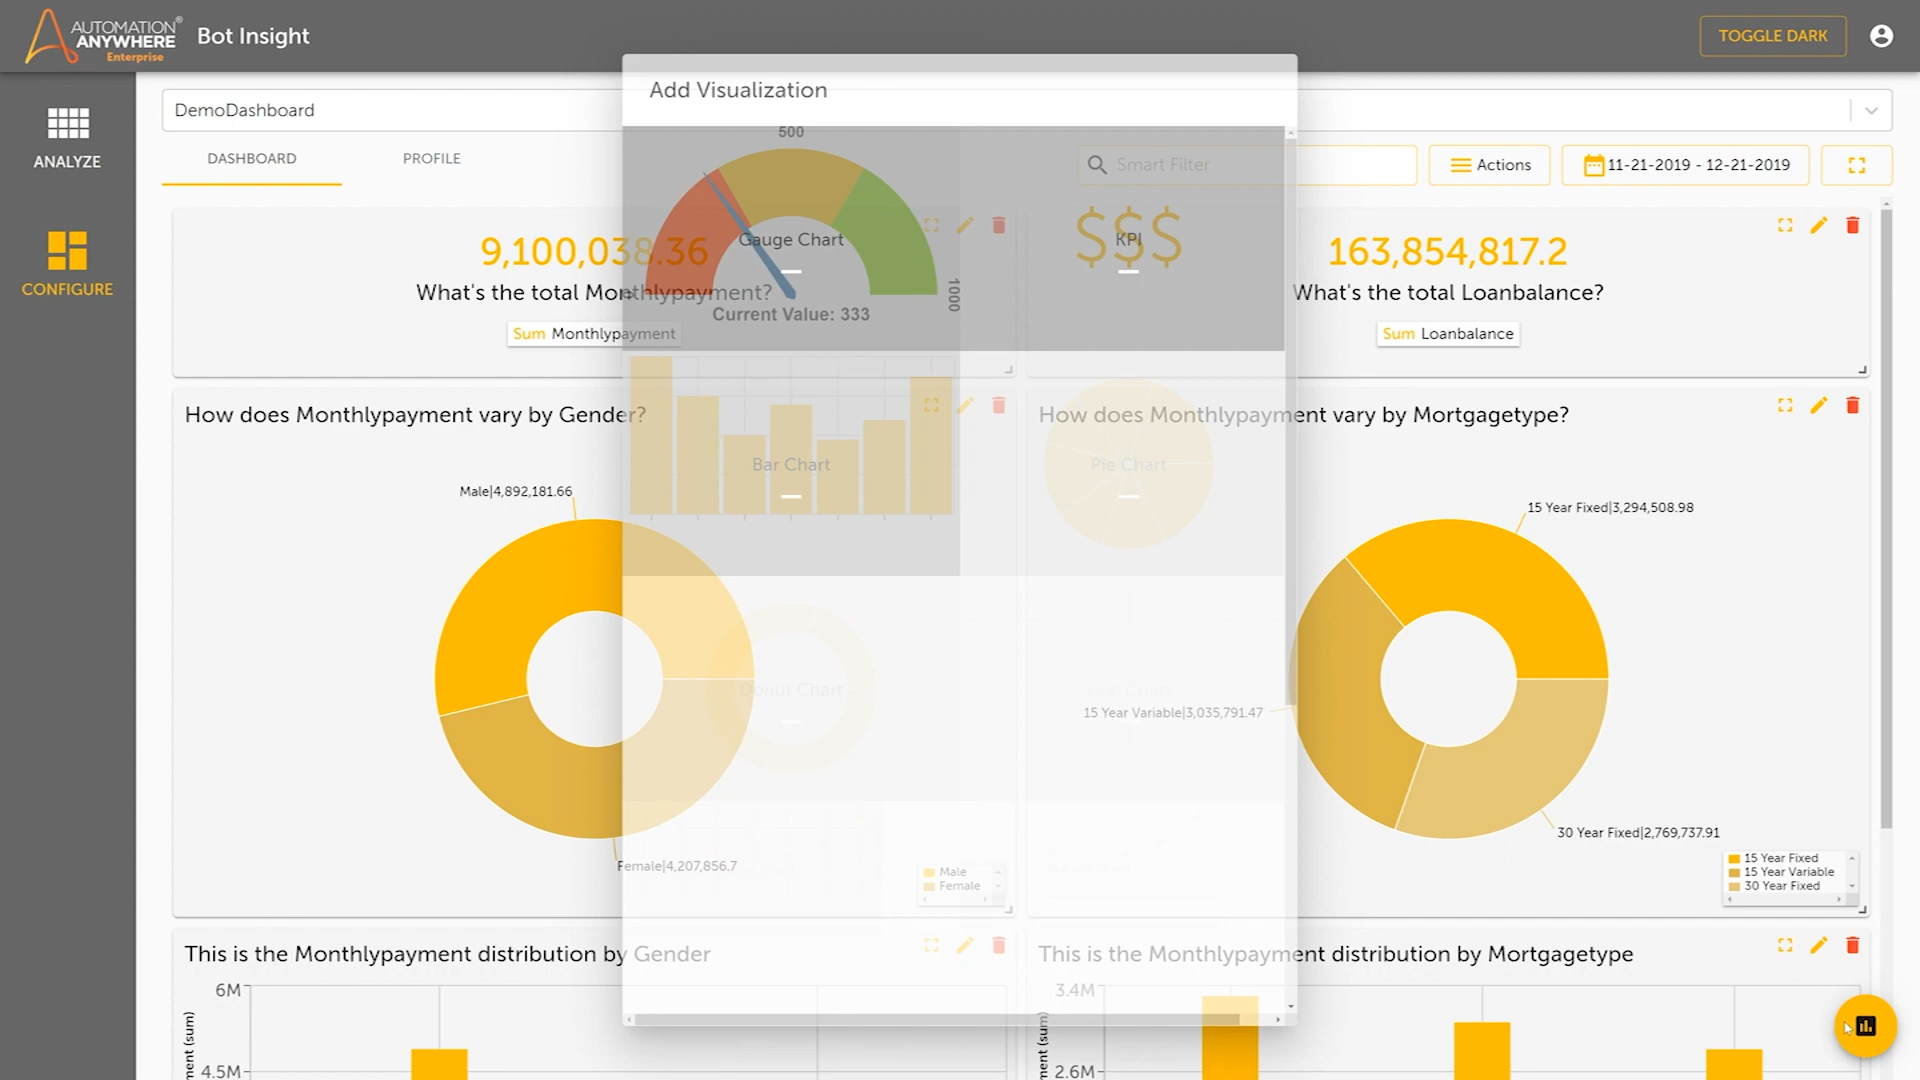 AUTOMATION
ANYWHERE
Enterprise
Bot Insight
TOGGLE DARK
Add Visualization
DemoDashboard
ANALYZE
DASHBOARD
PROFILE
Smart Filter
Actions
11-21-2019 - 12-21-2019
CONFIGURE
500
Gauge Chart
1000
Current Value: 333
KPI
$$$
9,100,038.36
What's the total Monthlypayment?
Sum Monthlypayment
163,854,817.2
What's the total Loanbalance?
Sum Loanbalance
How does Monthlypayment vary by Gender?
How does Monthlypayment vary by Mortgagetype?
Bar Chart
Pie Chart
Male|4,892,181.66
15 Year Fixed|3,294,508.98
Donut Chart
Line Chart
15 Year Variable|3,035,791.47
30 Year Fixed|2,769,737.91
Female|4,207,856.7
Male
Female
15 Year Fixed
15 Year Variable
30 Year Fixed
This is the Monthlypayment distribution by Gender
This is the Monthlypayment distribution by Mortgagetype
6M
4.5M
ment (sum)
3.4M
2.6M
ment (sum)